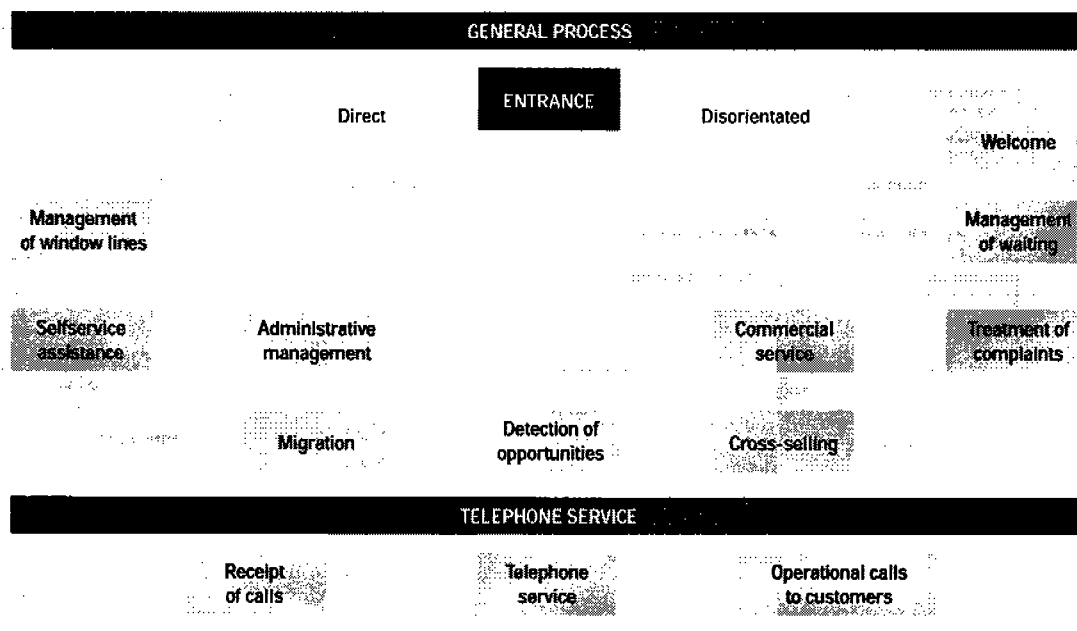 GENERAL PROCESS
ENTRANCE
Direct
Disorientated
Welcome
Management
of window lines
Management
of waiting
Selfservice
assistance
Administrative
management
Commercial
service
Treatment of
complaints
Migration
Detection of
opportunities
Cross-selling
TELEPHONE SERVICE
Receipt
of calls
Telephone
service
Operational calls
to customers